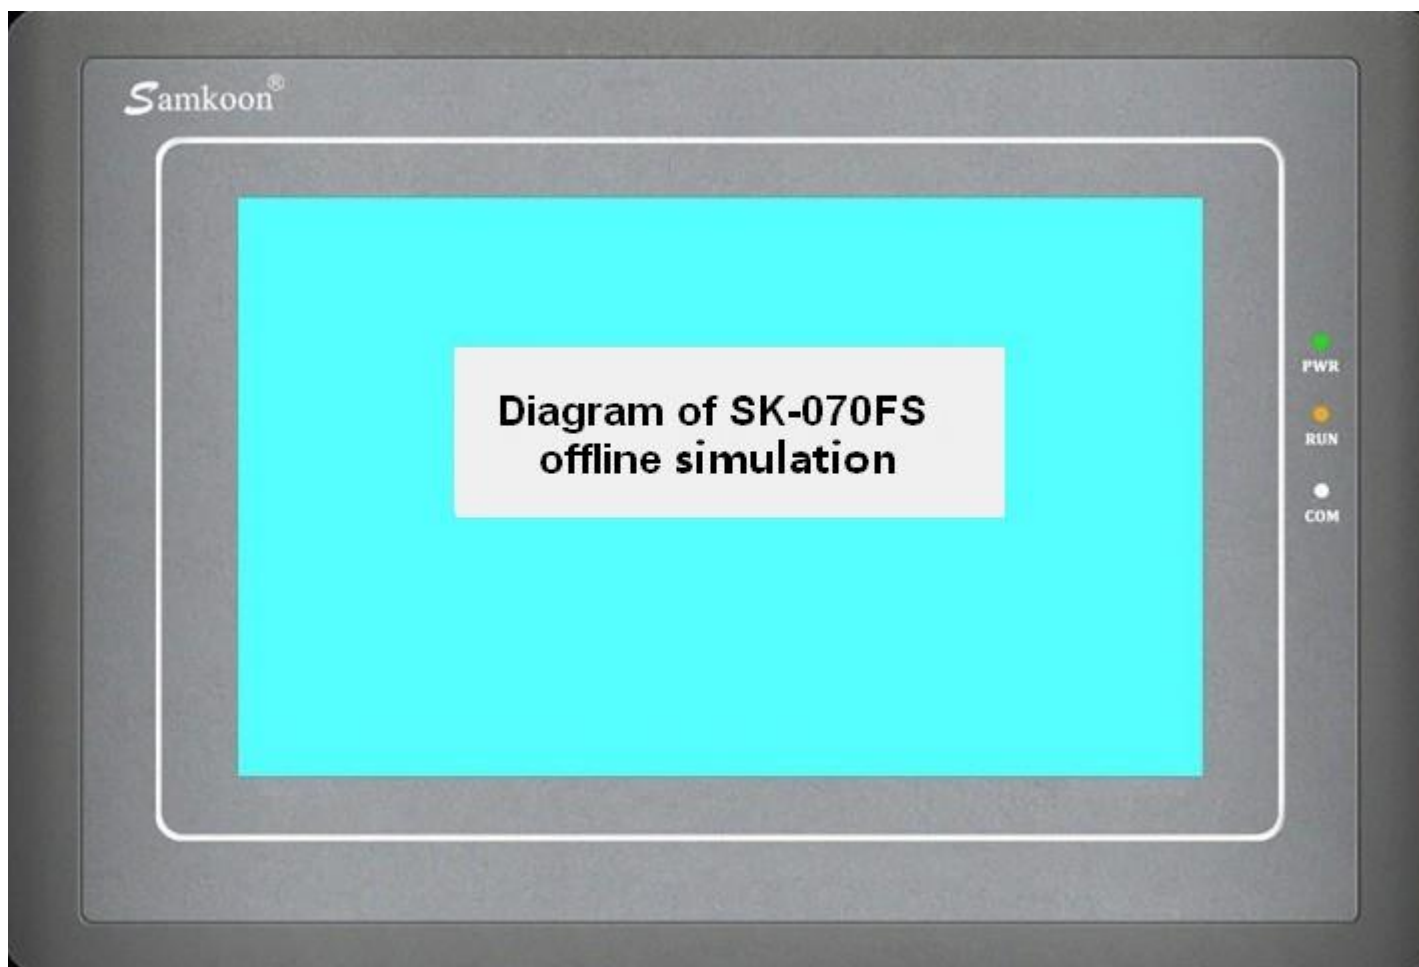 Samkoon®
Diagram of SK-070FS
offline simulation
PWR
RUN
COM